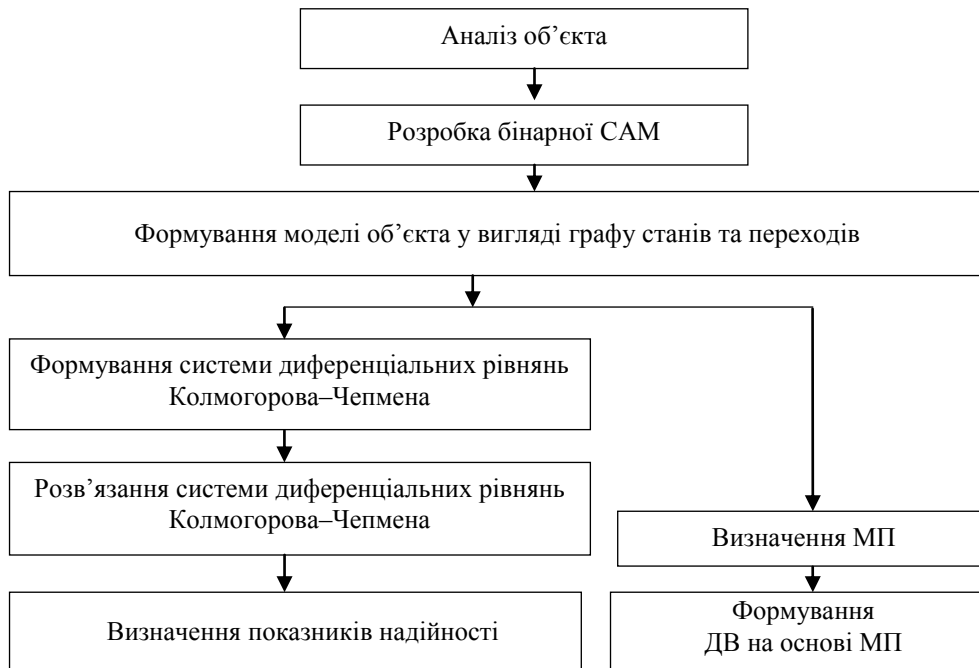 Аналіз об’єкта
Розробка бінарної САМ
Формування моделі об’єкта у вигляді графу станів та переходів
Формування системи диференціальних рівнянь
Колмогорова–Чепмена
Розв’язання системи диференціальних рівнянь
Колмогорова–Чепмена
Визначення показників надійності
Визначення МП
Формування
ДВ на основі МП